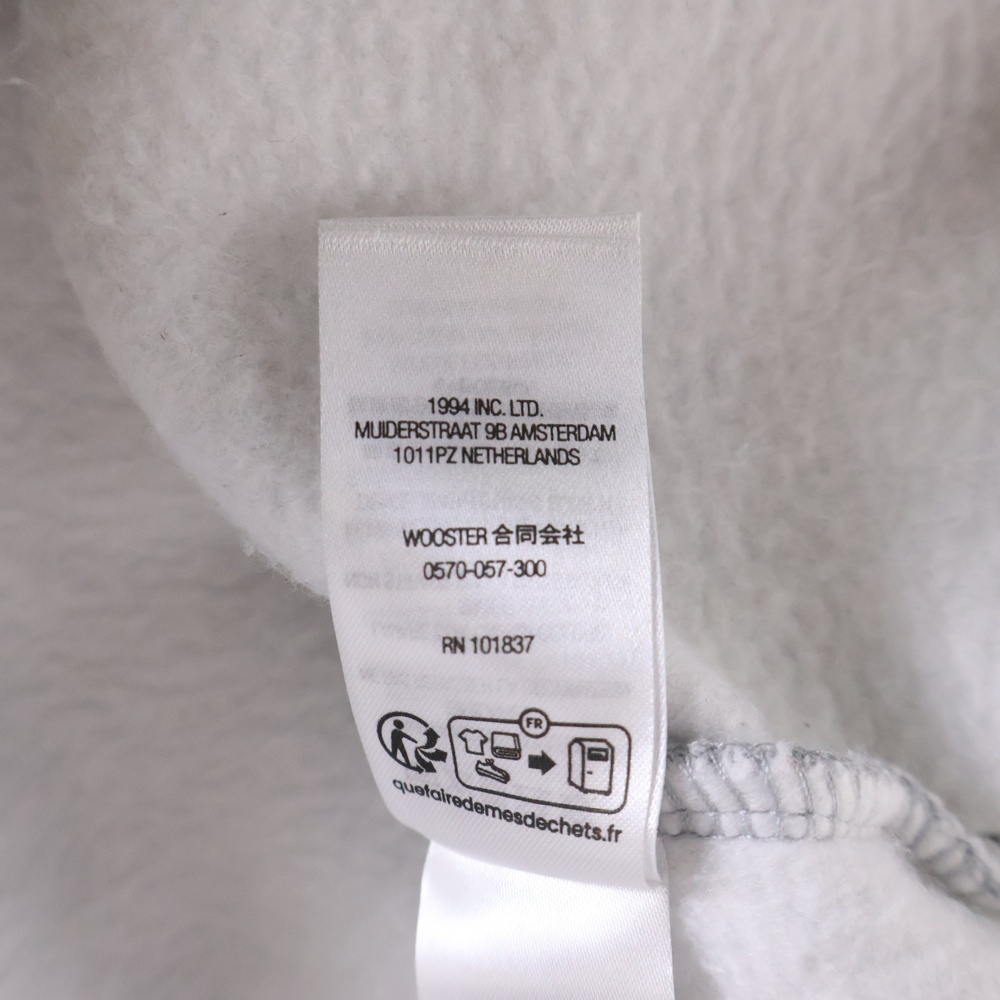 1994 INC. LTD.
MUIDERSTRAAT 9B AMSTERDAM
1011PZ NETHERLANDS
WOOSTER 合同会社
0570-057-300
RN 101837
FR
quefairedemesdechets.fr